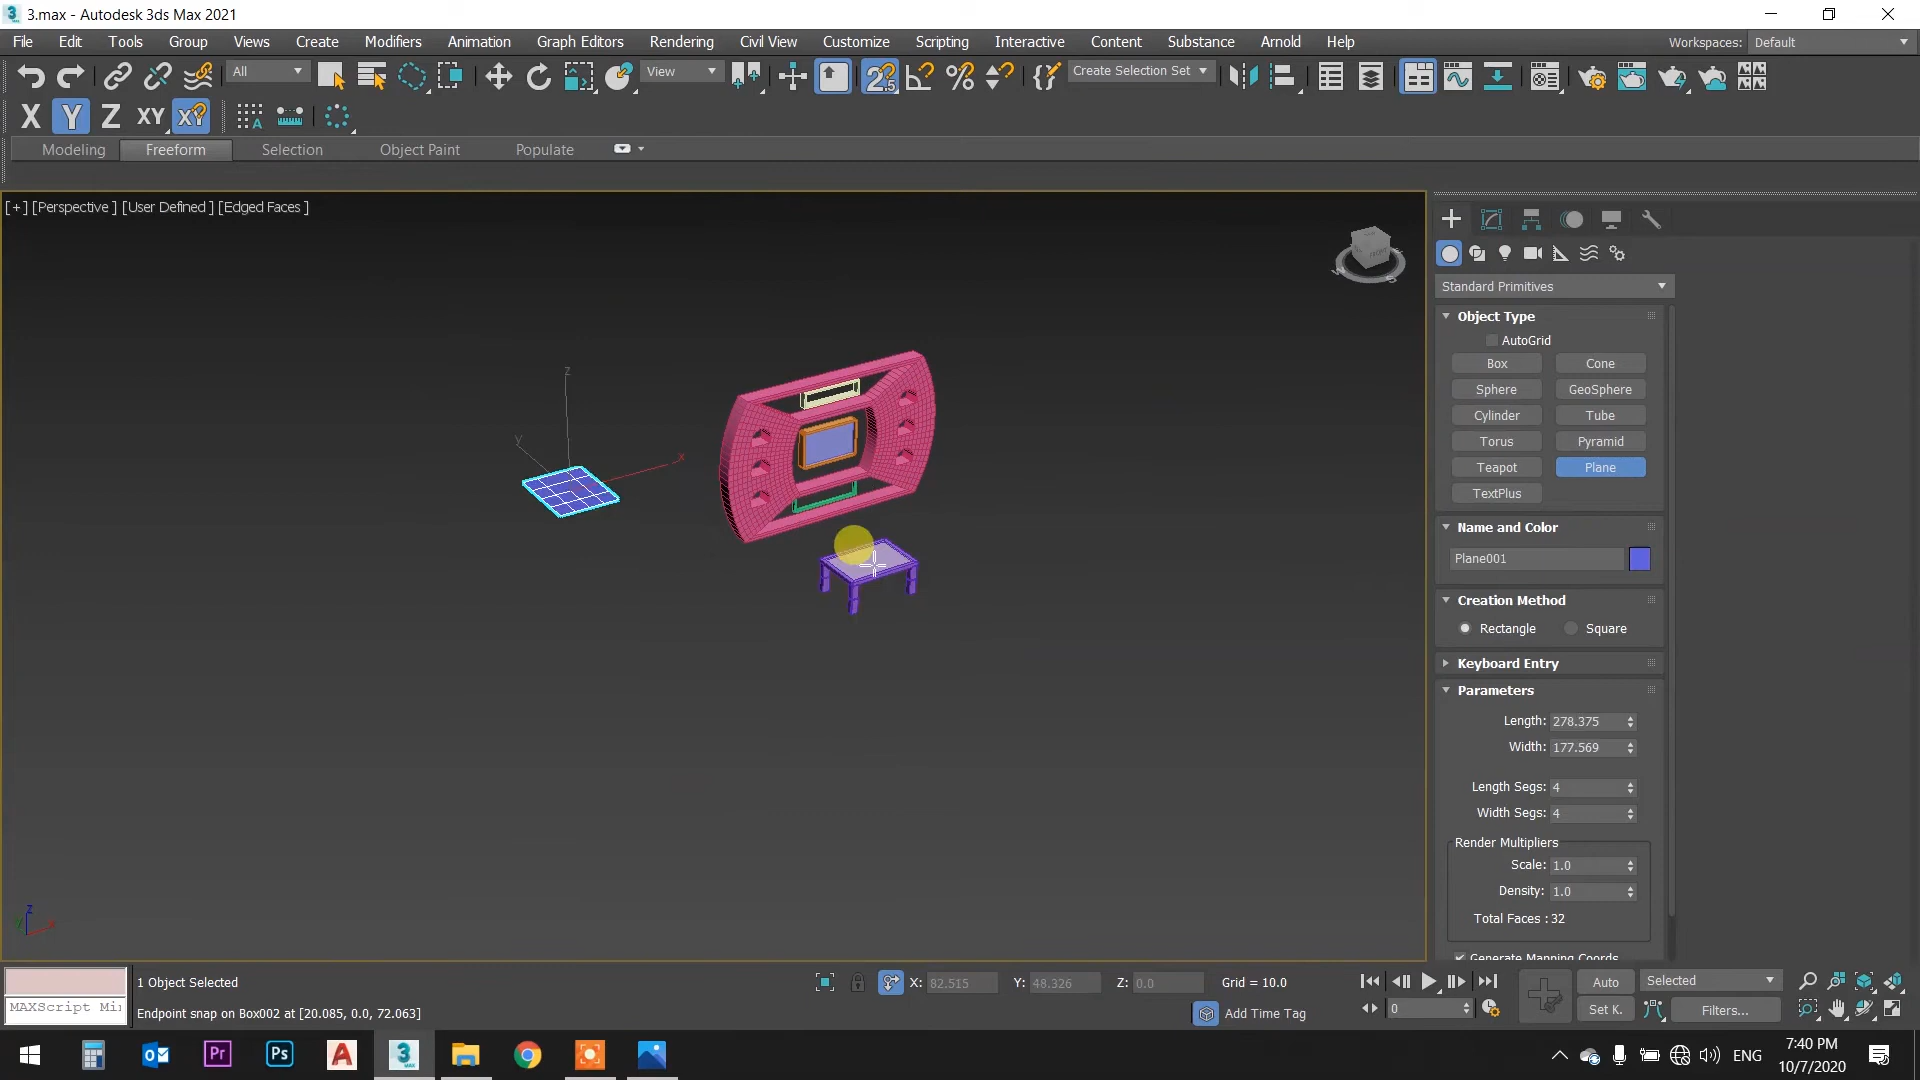 3.max - Autodesk 3ds Max 2021
File Edit Tools Group Views Create Modifiers Animation Graph Editors Rendering Civil View Customize Scripting Interactive Content Substance Arnold Help Workspaces: Default
All View Create Selection Set
X Y Z XY
Modeling Freeform Selection Object Paint Populate
[+] [Perspective] [User Defined] [Edged Faces]
Standard Primitives
Object Type
AutoGrid
Box Cone
Sphere GeoSphere
Cylinder Tube
Torus Pyramid
Teapot Plane
TextPlus
Name and Color
Plane001
Creation Method
Rectangle Square
Keyboard Entry
Parameters
Length: 278.375
Width: 177.569
Length Segs: 4
Width Segs: 4
Render Multipliers
Scale: 1.0
Density: 1.0
Total Faces : 32
Generate Mapping Coords
z
y
x
z
x
1 Object Selected X: 82.515 Y: 48.326 Z: 0.0 Grid = 10.0 Auto Selected
MAXScript Mi
Endpoint snap on Box002 at [20.085, 0.0, 72.063] Add Time Tag 0 Set K. Filters...
ENG
7:40 PM
10/7/2020